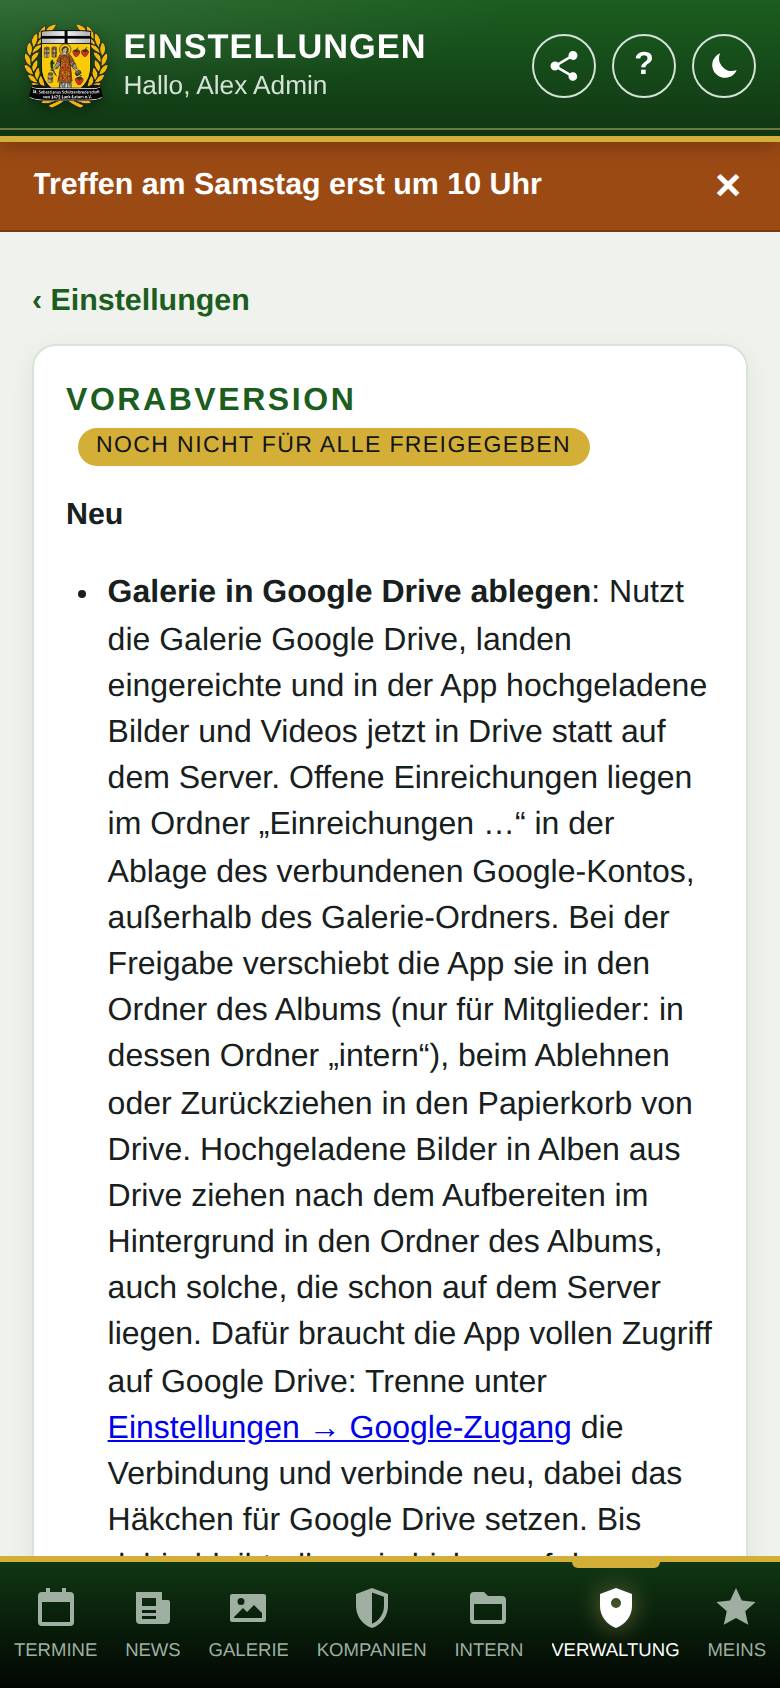 EINSTELLUNGEN
Hallo, Alex Admin
?
Treffen am Samstag erst um 10 Uhr
×
‹ Einstellungen
VORABVERSION
NOCH NICHT FÜR ALLE FREIGEGEBEN
Neu
• Galerie in Google Drive ablegen: Nutzt
die Galerie Google Drive, landen
eingereichte und in der App hochgeladene
Bilder und Videos jetzt in Drive statt auf
dem Server. Offene Einreichungen liegen
im Ordner „Einreichungen …“ in der
Ablage des verbundenen Google-Kontos,
außerhalb des Galerie-Ordners. Bei der
Freigabe verschiebt die App sie in den
Ordner des Albums (nur für Mitglieder: in
dessen Ordner „intern“), beim Ablehnen
oder Zurückziehen in den Papierkorb von
Drive. Hochgeladene Bilder in Alben aus
Drive ziehen nach dem Aufbereiten im
Hintergrund in den Ordner des Albums,
auch solche, die schon auf dem Server
liegen. Dafür braucht die App vollen Zugriff
auf Google Drive: Trenne unter
Einstellungen → Google-Zugang die
Verbindung und verbinde neu, dabei das
Häkchen für Google Drive setzen. Bis
TERMINE NEWS GALERIE KOMPANIEN INTERN VERWALTUNG MEINS